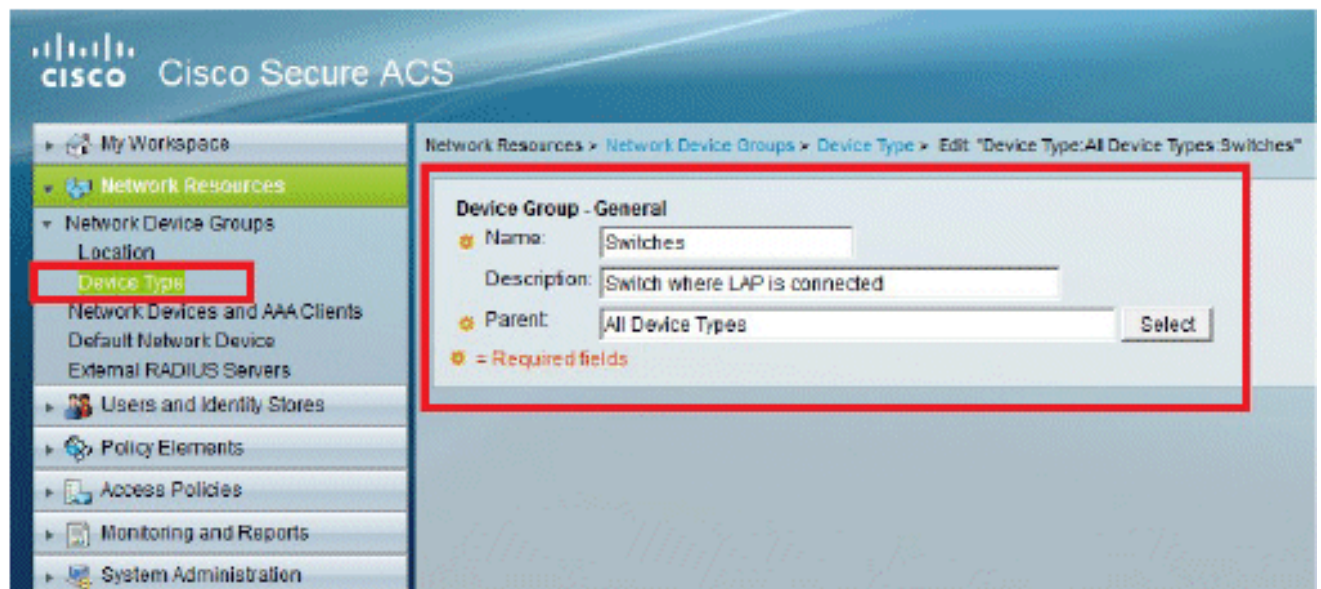 CISCO Cisco Secure ACS
My Workspace
Network Resources
Network Device Groups
Location
Device Type
Network Devices and AAA Clients
Default Network Device
External RADIUS Servers
Users and Identity Stores
Policy Elements
Access Policies
Monitoring and Reports
System Administration
Network Resources > Network Device Groups > Device Type > Edit "Device Type:All Device Types:Switches"
Device Group - General
Name: Switches
Description: Switch where LAP is connected
Parent: All Device Types Select
= Required fields